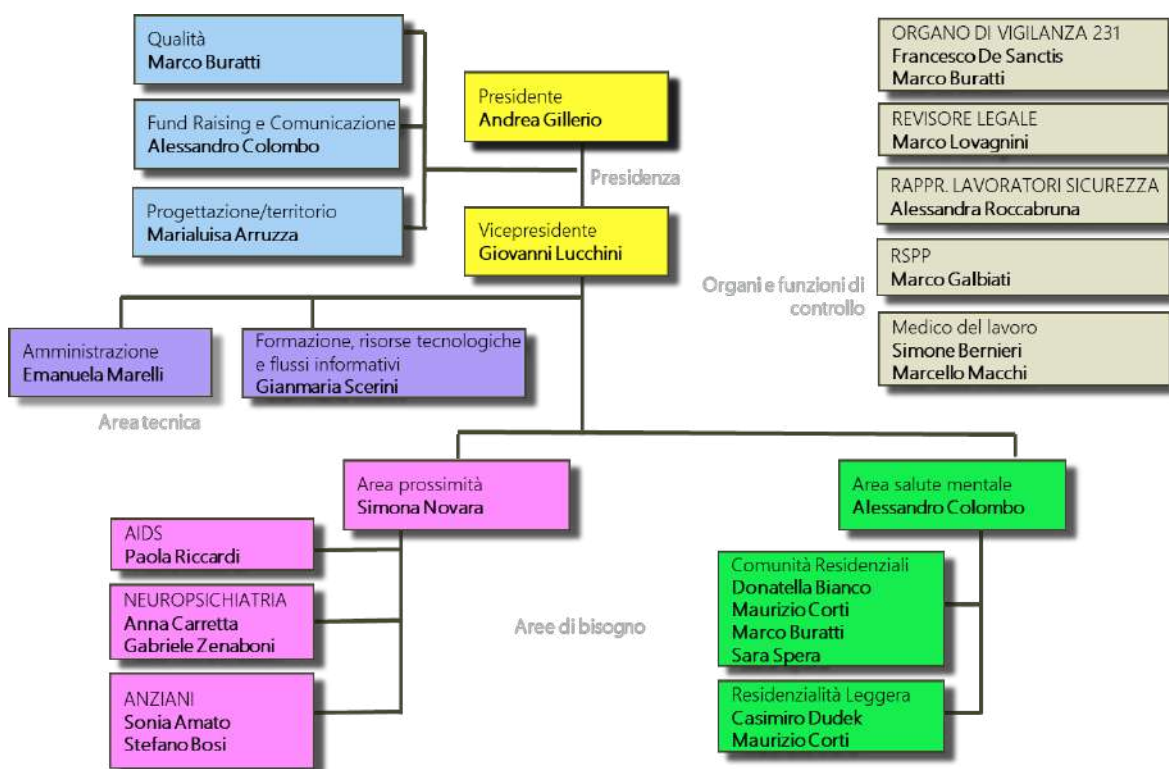 Qualità
Marco Buratti
Fund Raising e Comunicazione
Alessandro Colombo
Progettazione/territorio
Marialuisa Arruzza
Presidente
Andrea Gillerio
Presidenza
Vicepresidente
Giovanni Lucchini
ORGANO DI VIGILANZA 231
Francesco De Sanctis
Marco Buratti
REVISORE LEGALE
Marco Lovagnini
RAPPR. LAVORATORI SICUREZZA
Alessandra Roccabruna
RSPP
Marco Galbiati
Medico del lavoro
Simone Bernieri
Marcello Macchi
Organi e funzioni di
controllo
Amministrazione
Emanuela Marelli
Formazione, risorse tecnologiche
e flussi informativi
Gianmaria Scerini
Area tecnica
Area prossimità
Simona Novara
AIDS
Paola Riccardi
NEUROPSICHIATRIA
Anna Carretta
Gabriele Zenaboni
ANZIANI
Sonia Amato
Stefano Bosi
Aree di bisogno
Area salute mentale
Alessandro Colombo
Comunità Residenziali
Donatella Bianco
Maurizio Corti
Marco Buratti
Sara Spera
Residenzialità Leggera
Casimiro Dudek
Maurizio Corti